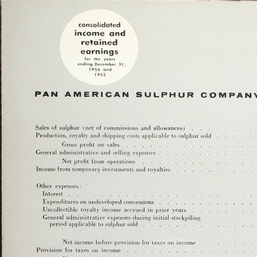 consolidated
income and
retained
earnings
for the years
ending December 31,
1956 and
1955
PAN AMERICAN SULPHUR COMPANY
Sales of sulphur (net of commissions and allowances)
Production, royalty and shipping costs applicable to sulphur sold
Gross profit on sales
General administrative and selling expenses
Net profit from operations
Income from temporary investments and royalties
Other expenses:
Interest
Expenditures on undeveloped concessions
Uncollectible royalty income accrued in prior years
General administrative expenses during initial stockpiling
period applicable to sulphur sold
Net income before provision for taxes on income
Provision for taxes on income